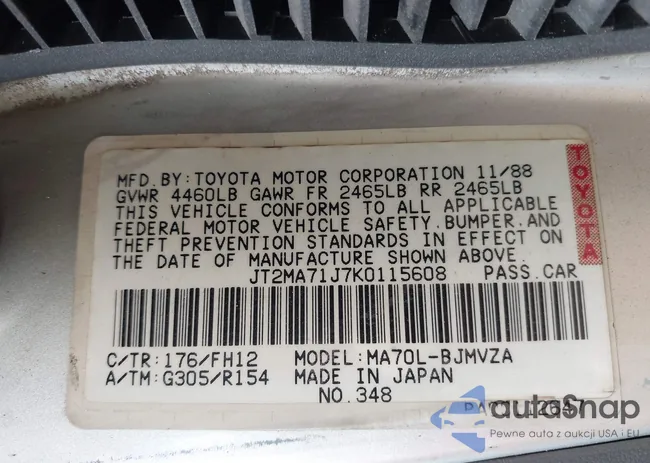 MFD.BY:TOYOTA MOTOR CORPORATION 11/88
GVWR 4460LB GAWR FR 2465LB RR 2465LB
THIS VEHICLE CONFORMS TO ALL APPLICABLE
FEDERAL MOTOR VEHICLE SAFETY,BUMPER,AND
THEFT PREVENTION STANDARDS IN EFFECT ON
THE DATE OF MANUFACTURE SHOWN ABOVE.
JT2MA71J7K0115608 PASS.CAR
TOYOTA
C/TR:176/FH12 MODEL:MA70L-BJMVZA
A/TM:G305/R154 MADE IN JAPAN
NO.348
autoSnap
Pewne auta z aukcji USA i EU